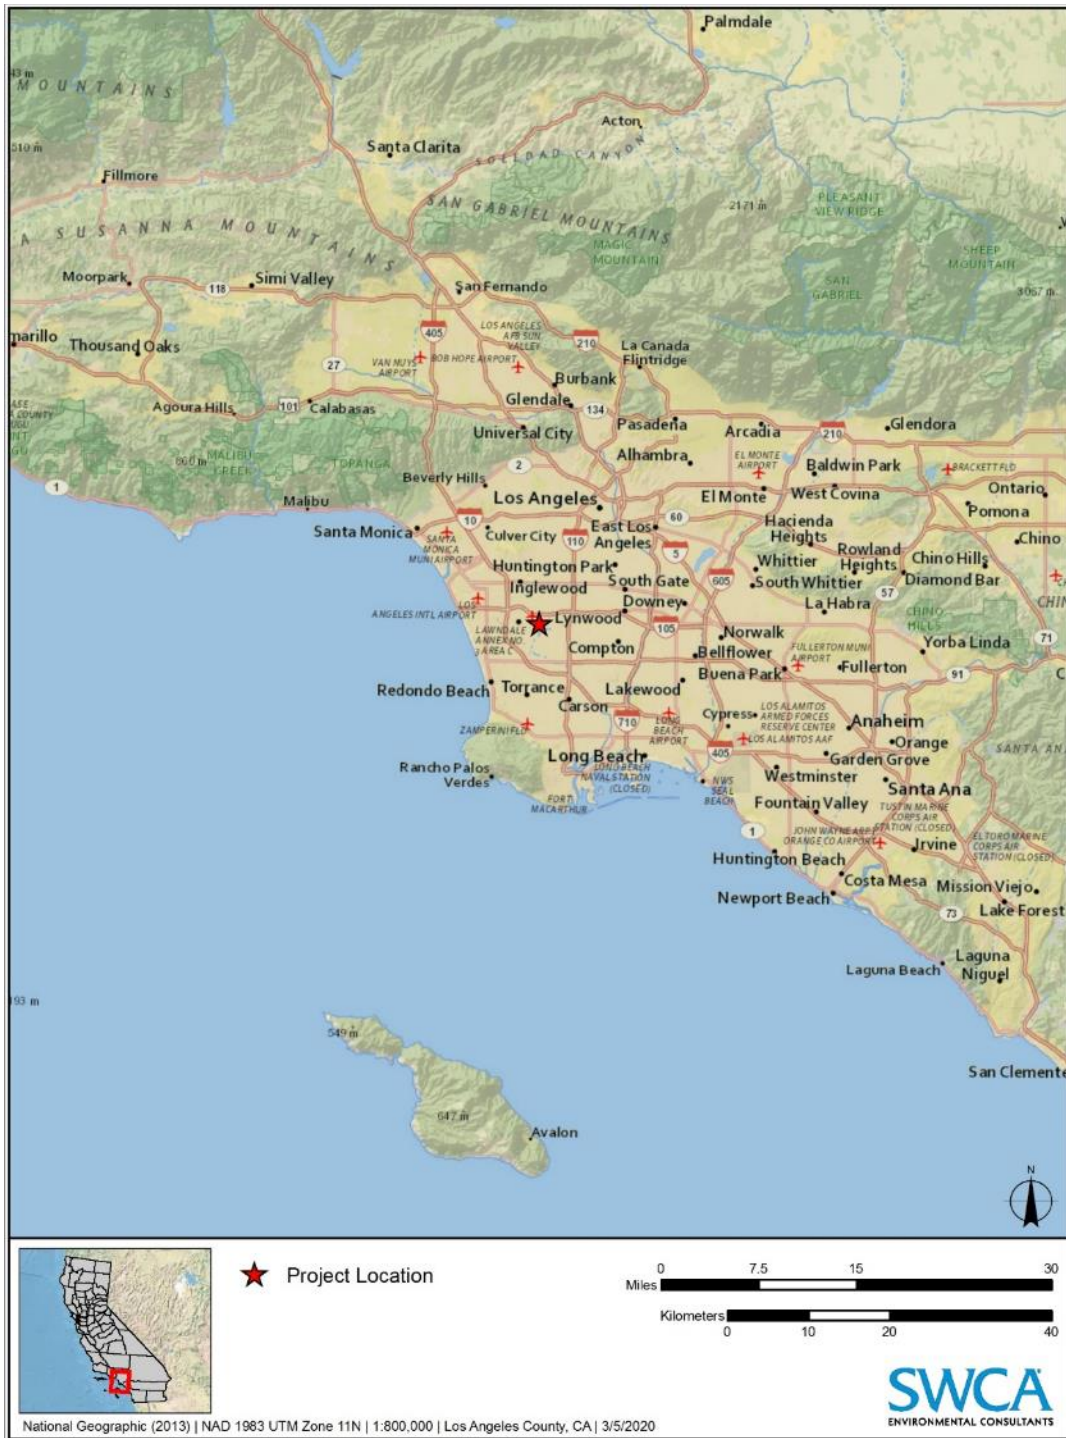 Palmdale
43 m
MOUNTAINS
Acton
Santa Clarita
SOLEDAD CANYON
510 m
Fillmore
SAN GABRIEL MOUNTAINS
2171 m
PLEASANT
VIEW RIDGE
A SUSANNA MOUNTAINS
MAGIC
MOUNTAIN
SHEEP
MOUNTAIN
Moorpark
118
Simi Valley
San Fernando
SAN
GABRIEL
3067 m
405
LOS ANGELES
AFB SUN
VALLEY
210
marillo
Thousand Oaks
27
VAN NUYS
AIRPORT
BOB HOPE AIRPORT
La Canada
Flintridge
Burbank
Agoura Hills
101
Calabasas
Glendale
134
Universal City
Pasadena
Arcadia
210
Glendora
MALIBU
CREEK
TOPANGA
2
Alhambra
EL MONTE
AIRPORT
Baldwin Park
BRACKETT FLD
Beverly Hills
1
Malibu
Los Angeles
El Monte
West Covina
Ontario
Pomona
Santa Monica
10
Culver City
110
East Los
Angeles
60
Hacienda
Heights
Chino
SANTA
MONICA
MUNI AIRPORT
5
Huntington Park
Whittier
Rowland
Heights
Chino Hills
Inglewood
South Gate
605
South Whittier
Diamond Bar
57
LOS
ANGELES INTL AIRPORT
Downey
La Habra
CHINO
HILLS
LAWNDALE
ANNEX NO
3 AREA C
Lynwood
105
Norwalk
71
Compton
Bellflower
FULLERTON MUNI
AIRPORT
Yorba Linda
Buena Park
Fullerton
91
Redondo Beach
Torrance
Lakewood
Carson
710
LONG
BEACH
AIRPORT
Cypress
LOS ALAMITOS
ARMED FORCES
RESERVE CENTER
Anaheim
ZAMPERINI FLD
LOS ALAMITOS AAF
Orange
SANTA ANA
Long Beach
405
Garden Grove
Rancho Palos
Verdes
LONG BEACH
NAVAL STATION
(CLOSED)
NWS
SEAL
BEACH
Westminster
Santa Ana
FORT
MACARTHUR
Fountain Valley
TUSTIN MARINE
CORPS AIR
STATION (CLOSED)
1
JOHN WAYNE ARPT
ORANGE CO AIRPORT
Irvine
EL TORO MARINE
CORPS AIR
STATION (CLOSED)
Huntington Beach
Costa Mesa
Mission Viejo
Newport Beach
73
Lake Forest
Laguna Beach
Laguna
Niguel
193 m
549 m
San Clemente
647 m
Avalon
N
Project Location
0 7.5 15 30
Miles
Kilometers
0 10 20 40
SWCA
ENVIRONMENTAL CONSULTANTS
National Geographic (2013) | NAD 1983 UTM Zone 11N | 1:800,000 | Los Angeles County, CA | 3/5/2020